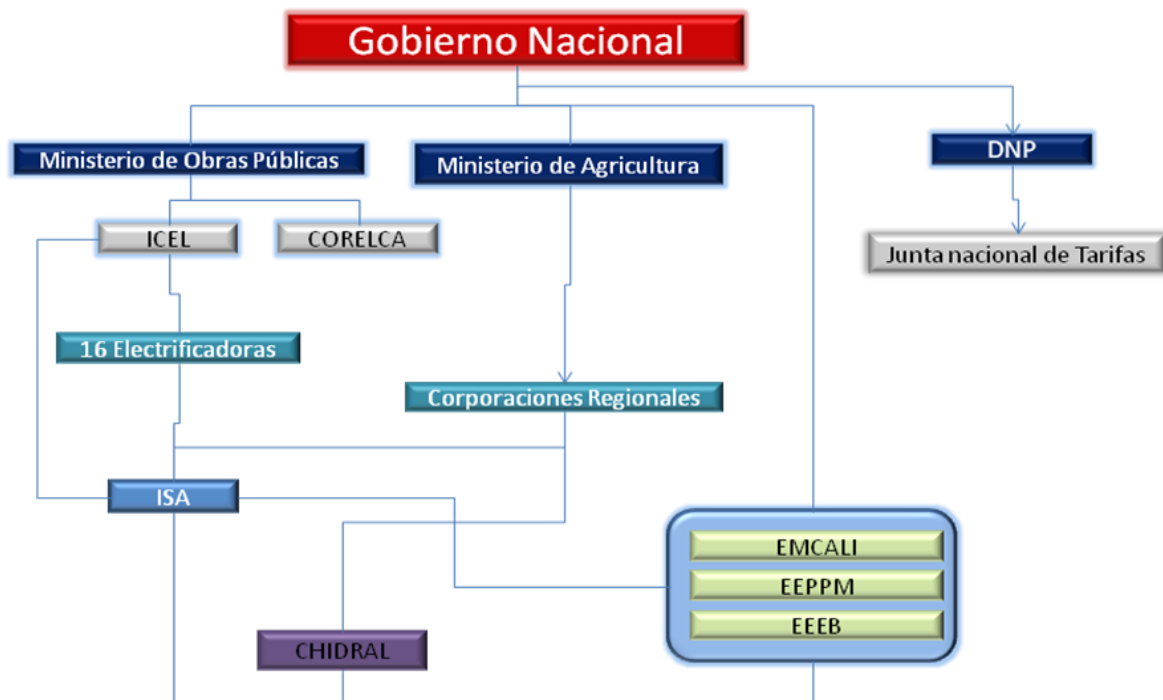 Gobierno Nacional
Ministerio de Obras Públicas
Ministerio de Agricultura
DNP
ICEL
CORELCA
Junta nacional de Tarifas
16 Electrificadoras
Corporaciones Regionales
ISA
EMCALI
EEPPM
EEEB
CHIDRAL